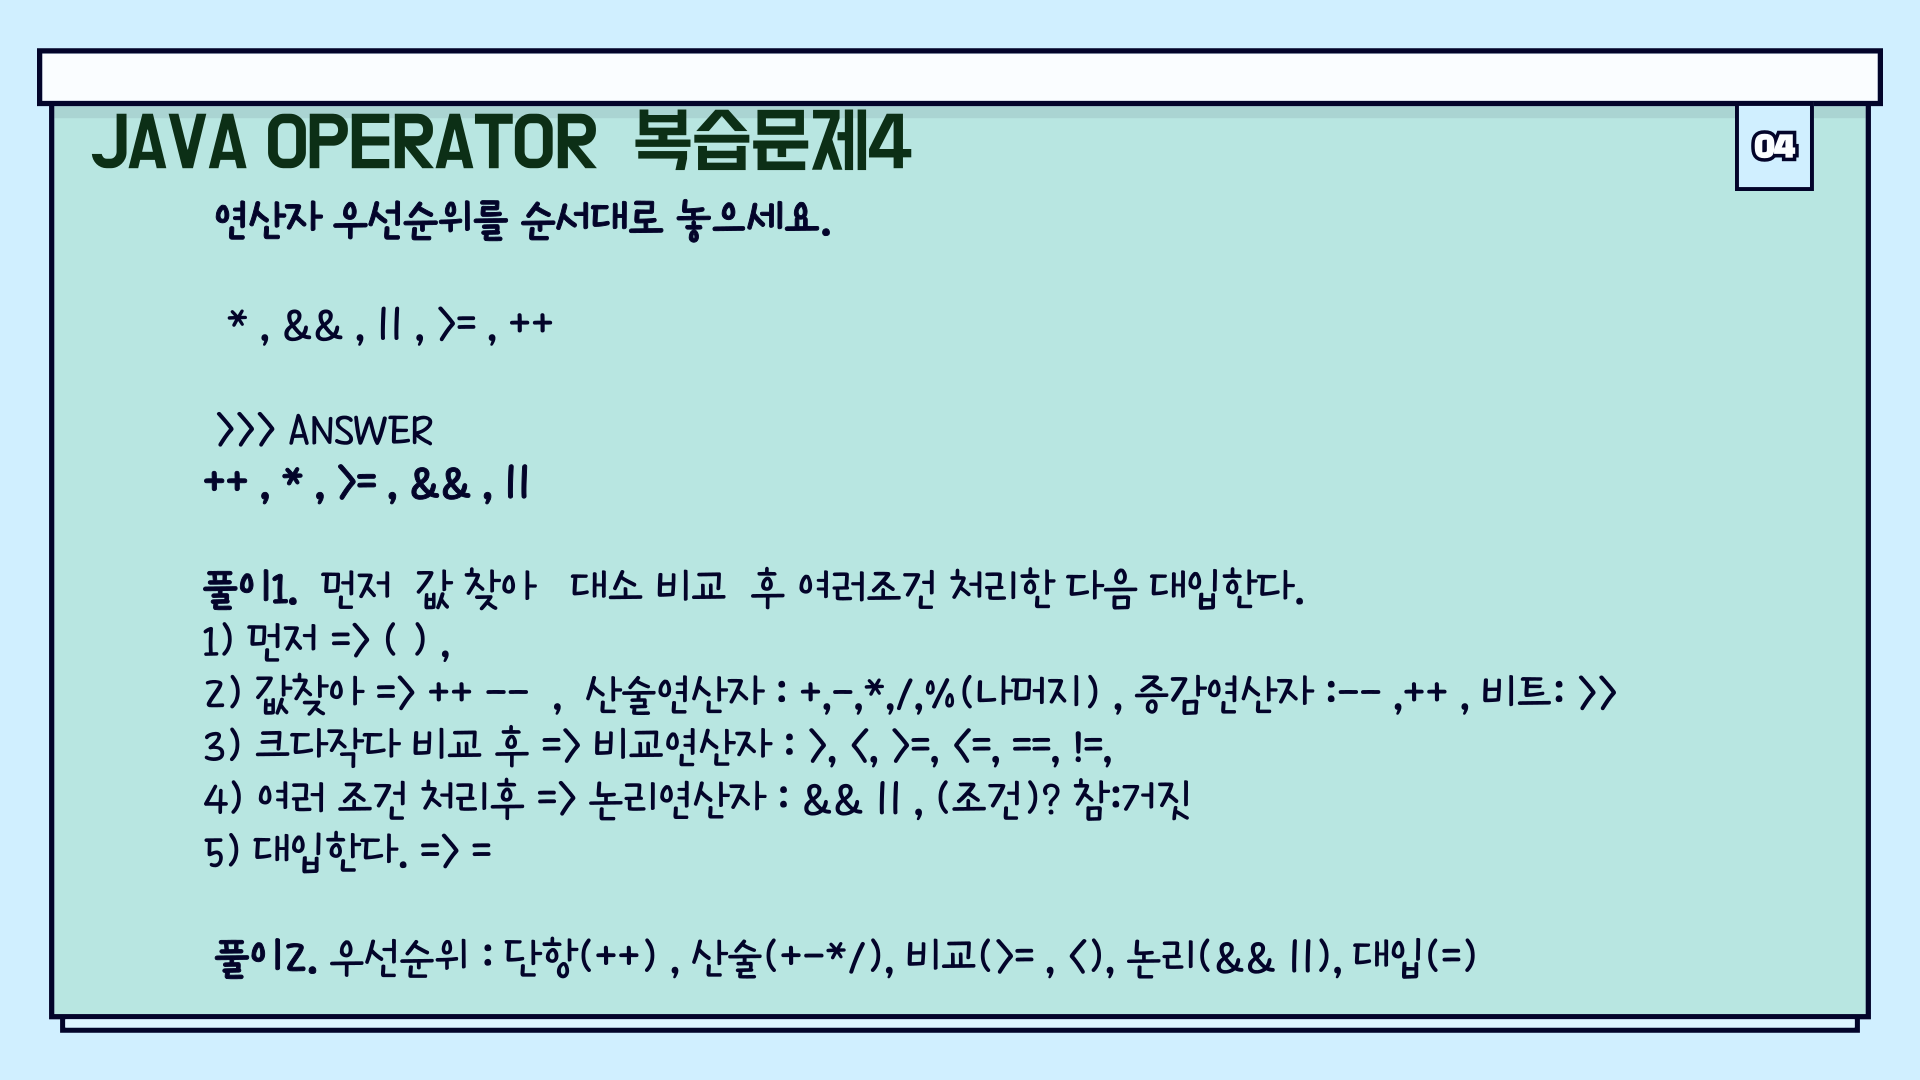 JAVA OPERATOR 복습문제4
04
연산자 우선순위를 순서대로 놓으세요.
* , && , || , >= , ++
>>> ANSWER
++ , * , >= , && , ||
풀이1. 먼저 값 찾아 대소 비교 후 여러조건 처리한 다음 대입한다.
1) 먼저 => ( ) ,
2) 값찾아 => ++ -- , 산술연산자 : +,-,*,/,%(나머지) , 증감연산자 :-- ,++ , 비트: >>
3) 크다작다 비교 후 => 비교연산자 : >, <, >=, <=, ==, !=,
4) 여러 조건 처리후 => 논리연산자 : && || , (조건)? 참:거짓
5) 대입한다. => =
풀이2. 우선순위 : 단항(++) , 산술(+-*/), 비교(>= , <), 논리(&& ||), 대입(=)